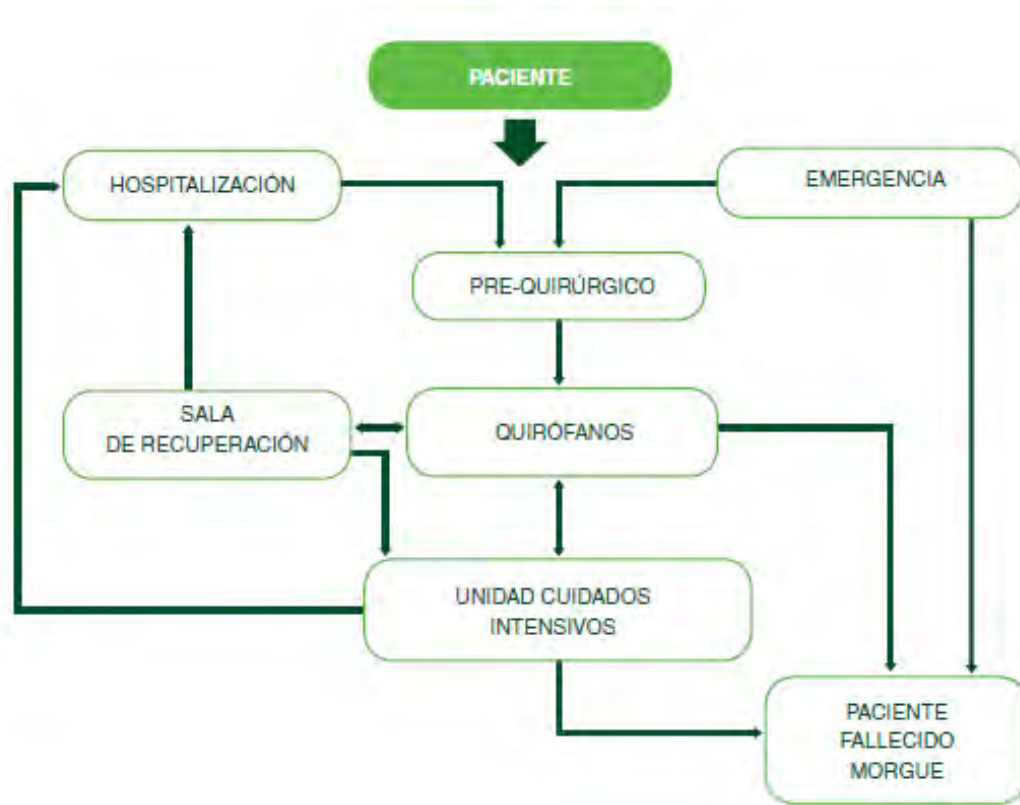 PACIENTE
HOSPITALIZACIÓN
EMERGENCIA
PRE-QUIRÚRGICO
SALA
DE RECUPERACIÓN
QUIRÓFANOS
UNIDAD CUIDADOS
INTENSIVOS
PACIENTE
FALLECIDO
MORGUE